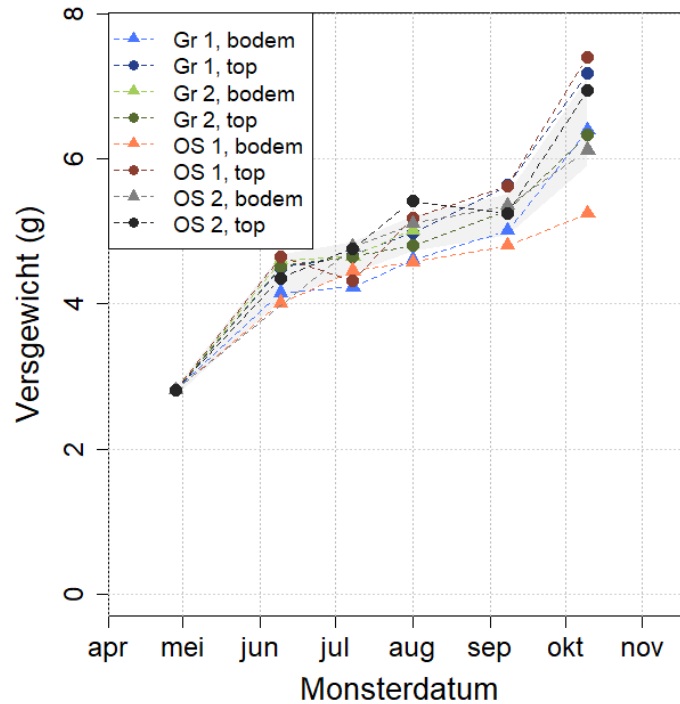 8
6
4
2
0
Versgewicht (g)
Gr 1, bodem
Gr 1, top
Gr 2, bodem
Gr 2, top
OS 1, bodem
OS 1, top
OS 2, bodem
OS 2, top
apr mei jun jul aug sep okt nov
Monsterdatum